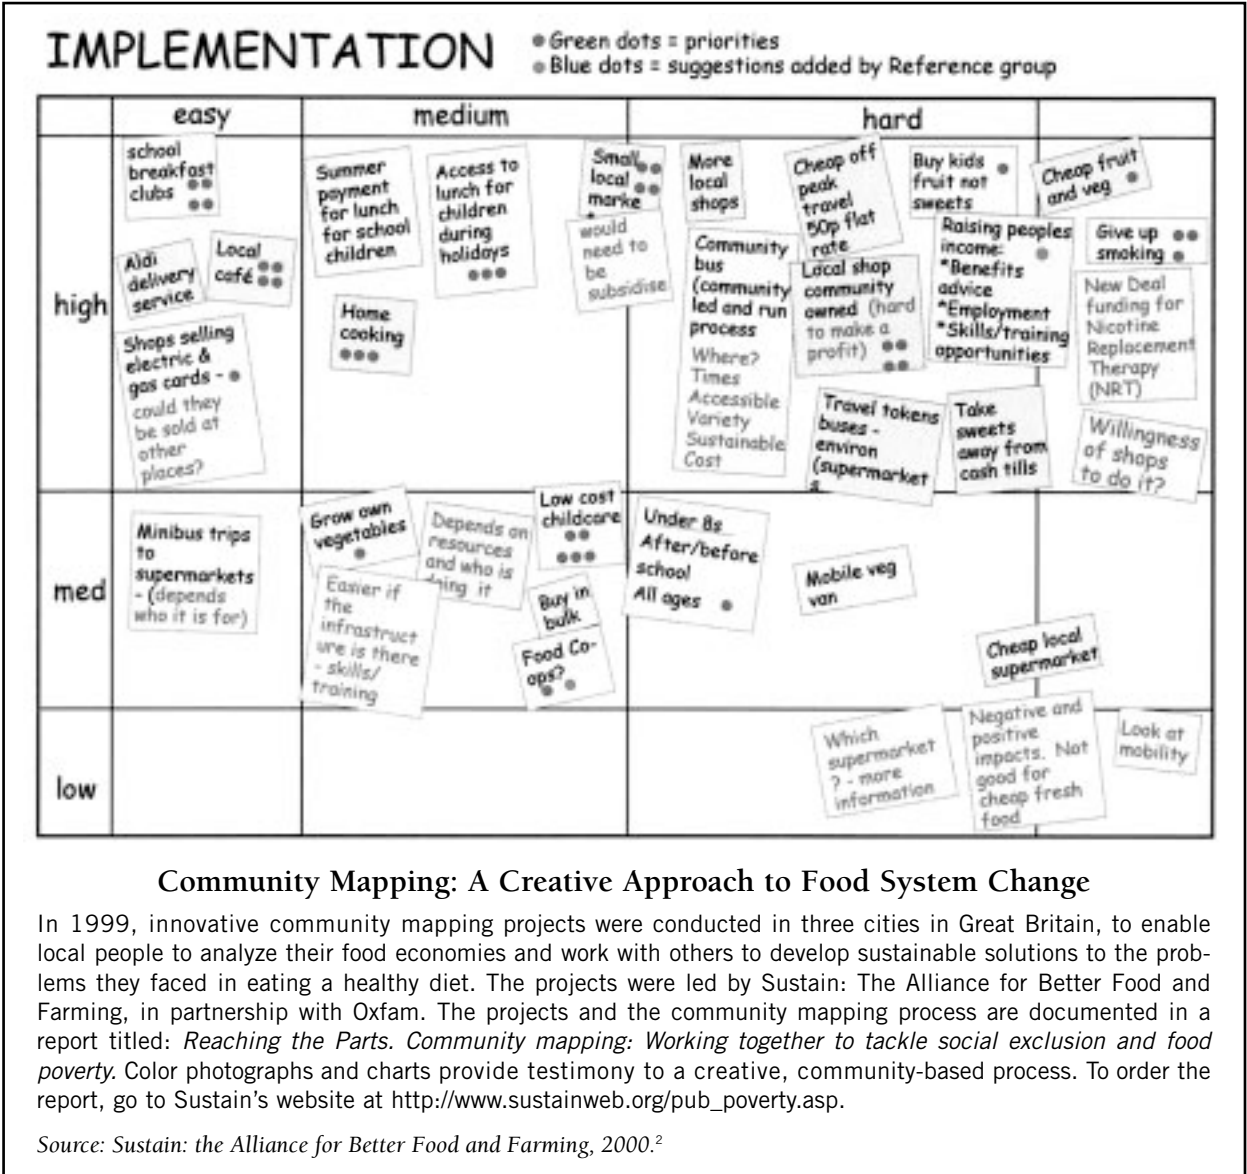 IMPLEMENTATION
Green dots = priorities
Blue dots = suggestions added by Reference group
easy
medium
hard
high
school
breakfast
clubs
Aldi
delivery
service
Local
café
Shops selling
electric &
gas cards -
could they
be sold at
other
places?
Summer
payment
for lunch
for school
children
Access to
lunch for
children
during
holidays
Home
cooking
Small
local
marke
would
need to
be
subsidise
More
local
shops
Community
bus
(community
led and run
process
Where?
Times
Accessible
Variety
Sustainable
Cost
Cheap off
peak
travel
50p flat
rate
Local shop
community
owned (hard
to make a
profit)
Travel tokens
buses -
environ
(supermarket
s
Buy kids
fruit not
sweets
Raising peoples
income:
*Benefits
advice
*Employment
*Skills/training
opportunities
Take
sweets
away from
cash tills
Cheap fruit
and veg
Give up
smoking
New Deal
funding for
Nicotine
Replacement
Therapy
(NRT)
Willingness
of shops
to do it?
med
Minibus trips
to
supermarkets
- (depends
who it is for)
Grow own
vegetables
Easier if
the
infrastruct
ure is there
- skills/
training
Depends on
resources
and who is
doing it
Low cost
childcare
Buy in
bulk
Food Co-
ops?
Under 8s
After/before
school
All ages
Mobile veg
van
Cheap local
supermarket
low
Which
supermarket
? - more
information
Negative and
positive
impacts. Not
good for
cheap fresh
food
Look at
mobility
Community Mapping: A Creative Approach to Food System Change
In 1999, innovative community mapping projects were conducted in three cities in Great Britain, to enable
local people to analyze their food economies and work with others to develop sustainable solutions to the prob-
lems they faced in eating a healthy diet. The projects were led by Sustain: The Alliance for Better Food and
Farming, in partnership with Oxfam. The projects and the community mapping process are documented in a
report titled: Reaching the Parts. Community mapping: Working together to tackle social exclusion and food
poverty. Color photographs and charts provide testimony to a creative, community-based process. To order the
report, go to Sustain's website at http://www.sustainweb.org/pub_poverty.asp.
Source: Sustain: the Alliance for Better Food and Farming, 2000.²